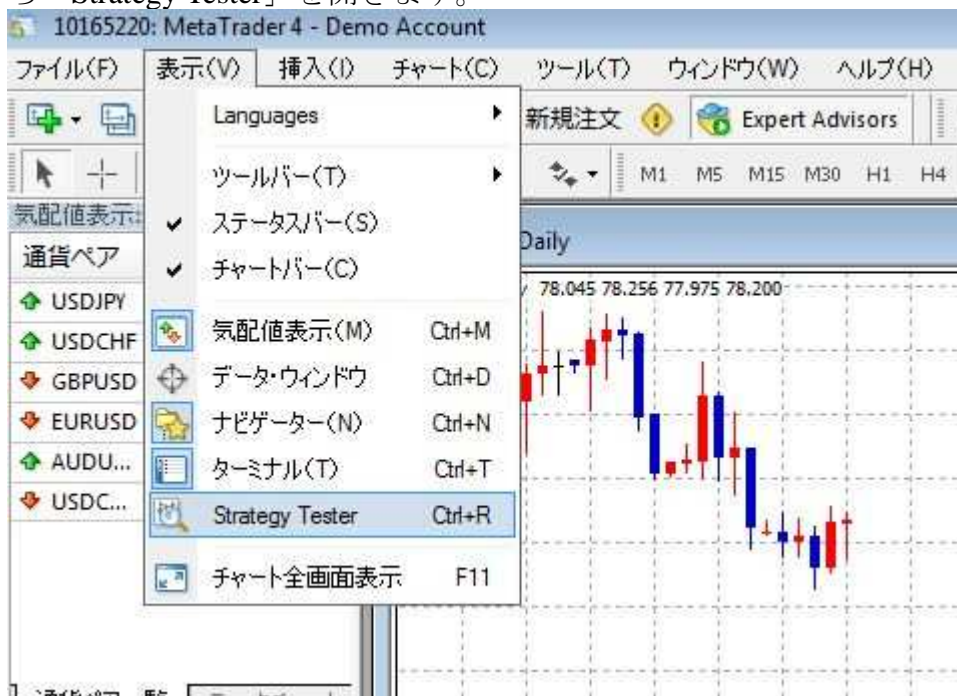 「Strategy Tester」を開きます。
10165220: MetaTrader 4 - Demo Account
ファイル(F) 表示(V) 挿入(I) チャート(C) ツール(T) ウィンドウ(W) ヘルプ(H)
新規注文 Expert Advisors
M1 M5 M15 M30 H1 H4
気配値表示:
通貨ペア
USDJPY
USDCHF
GBPUSD
EURUSD
AUDU...
USDC...
Languages
ツールバー(T)
ステータスバー(S)
チャートバー(C)
気配値表示(M) Ctrl+M
データ・ウィンドウ Ctrl+D
ナビゲーター(N) Ctrl+N
ターミナル(T) Ctrl+T
Strategy Tester Ctrl+R
チャート全画面表示 F11
Daily
78.045 78.256 77.975 78.200